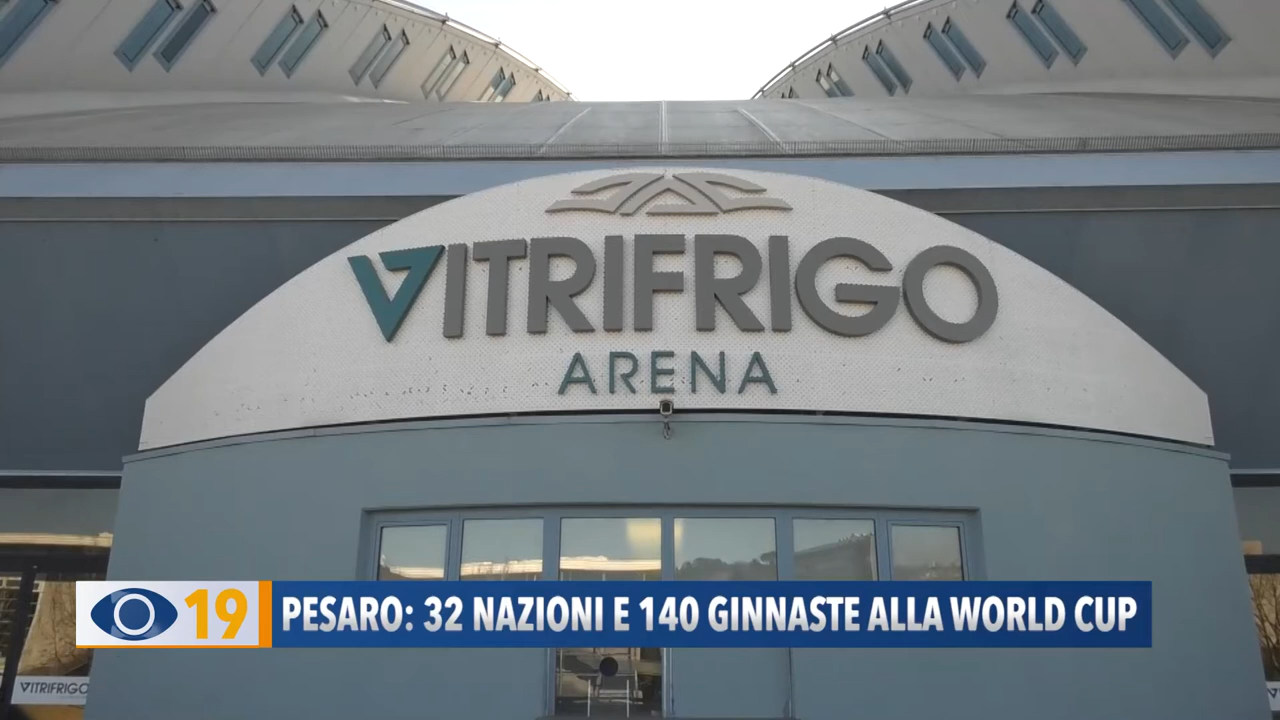 VITRIFRIGO
ARENA
19
PESARO: 32 NAZIONI E 140 GINNASTE ALLA WORLD CUP
VITRIFRIGO